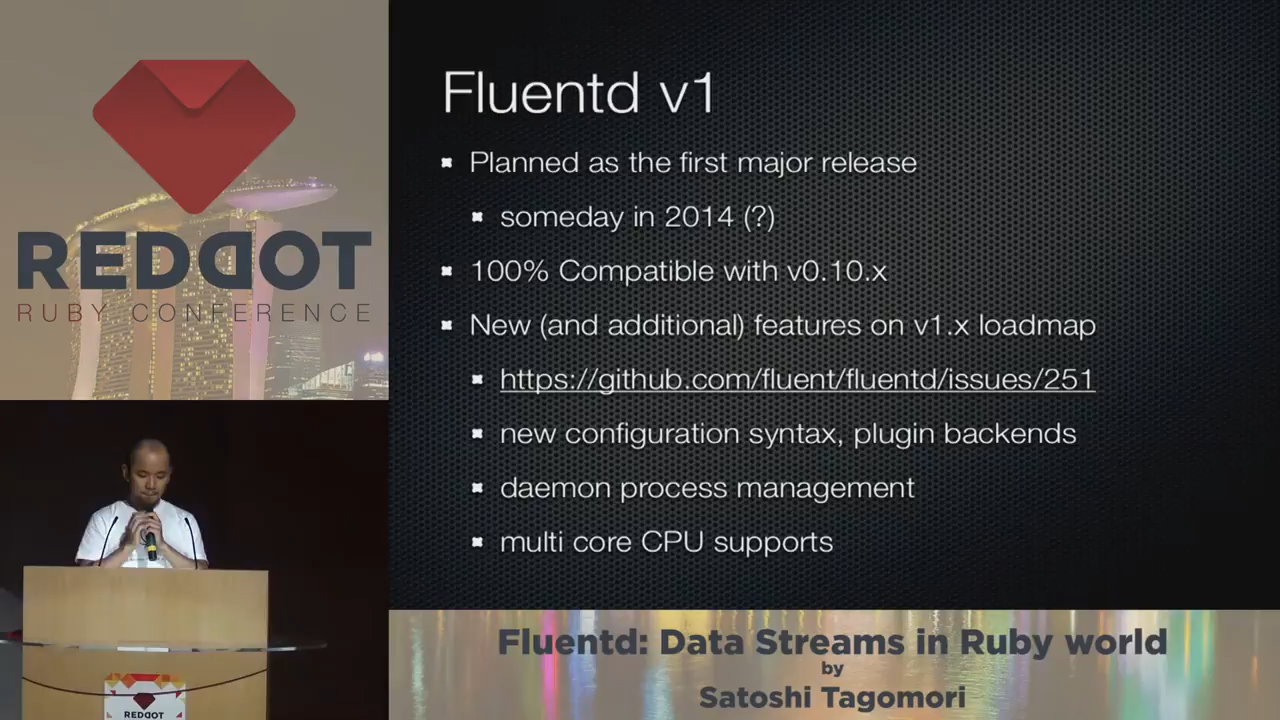 REDDOT
RUBY CONFERENCE
Fluentd v1
Planned as the first major release
someday in 2014 (?)
100% Compatible with v0.10.x
New (and additional) features on v1.x loadmap
https://github.com/fluent/fluentd/issues/251
new configuration syntax, plugin backends
daemon process management
multi core CPU supports
Fluentd: Data Streams in Ruby world
by
Satoshi Tagomori
REDDOT